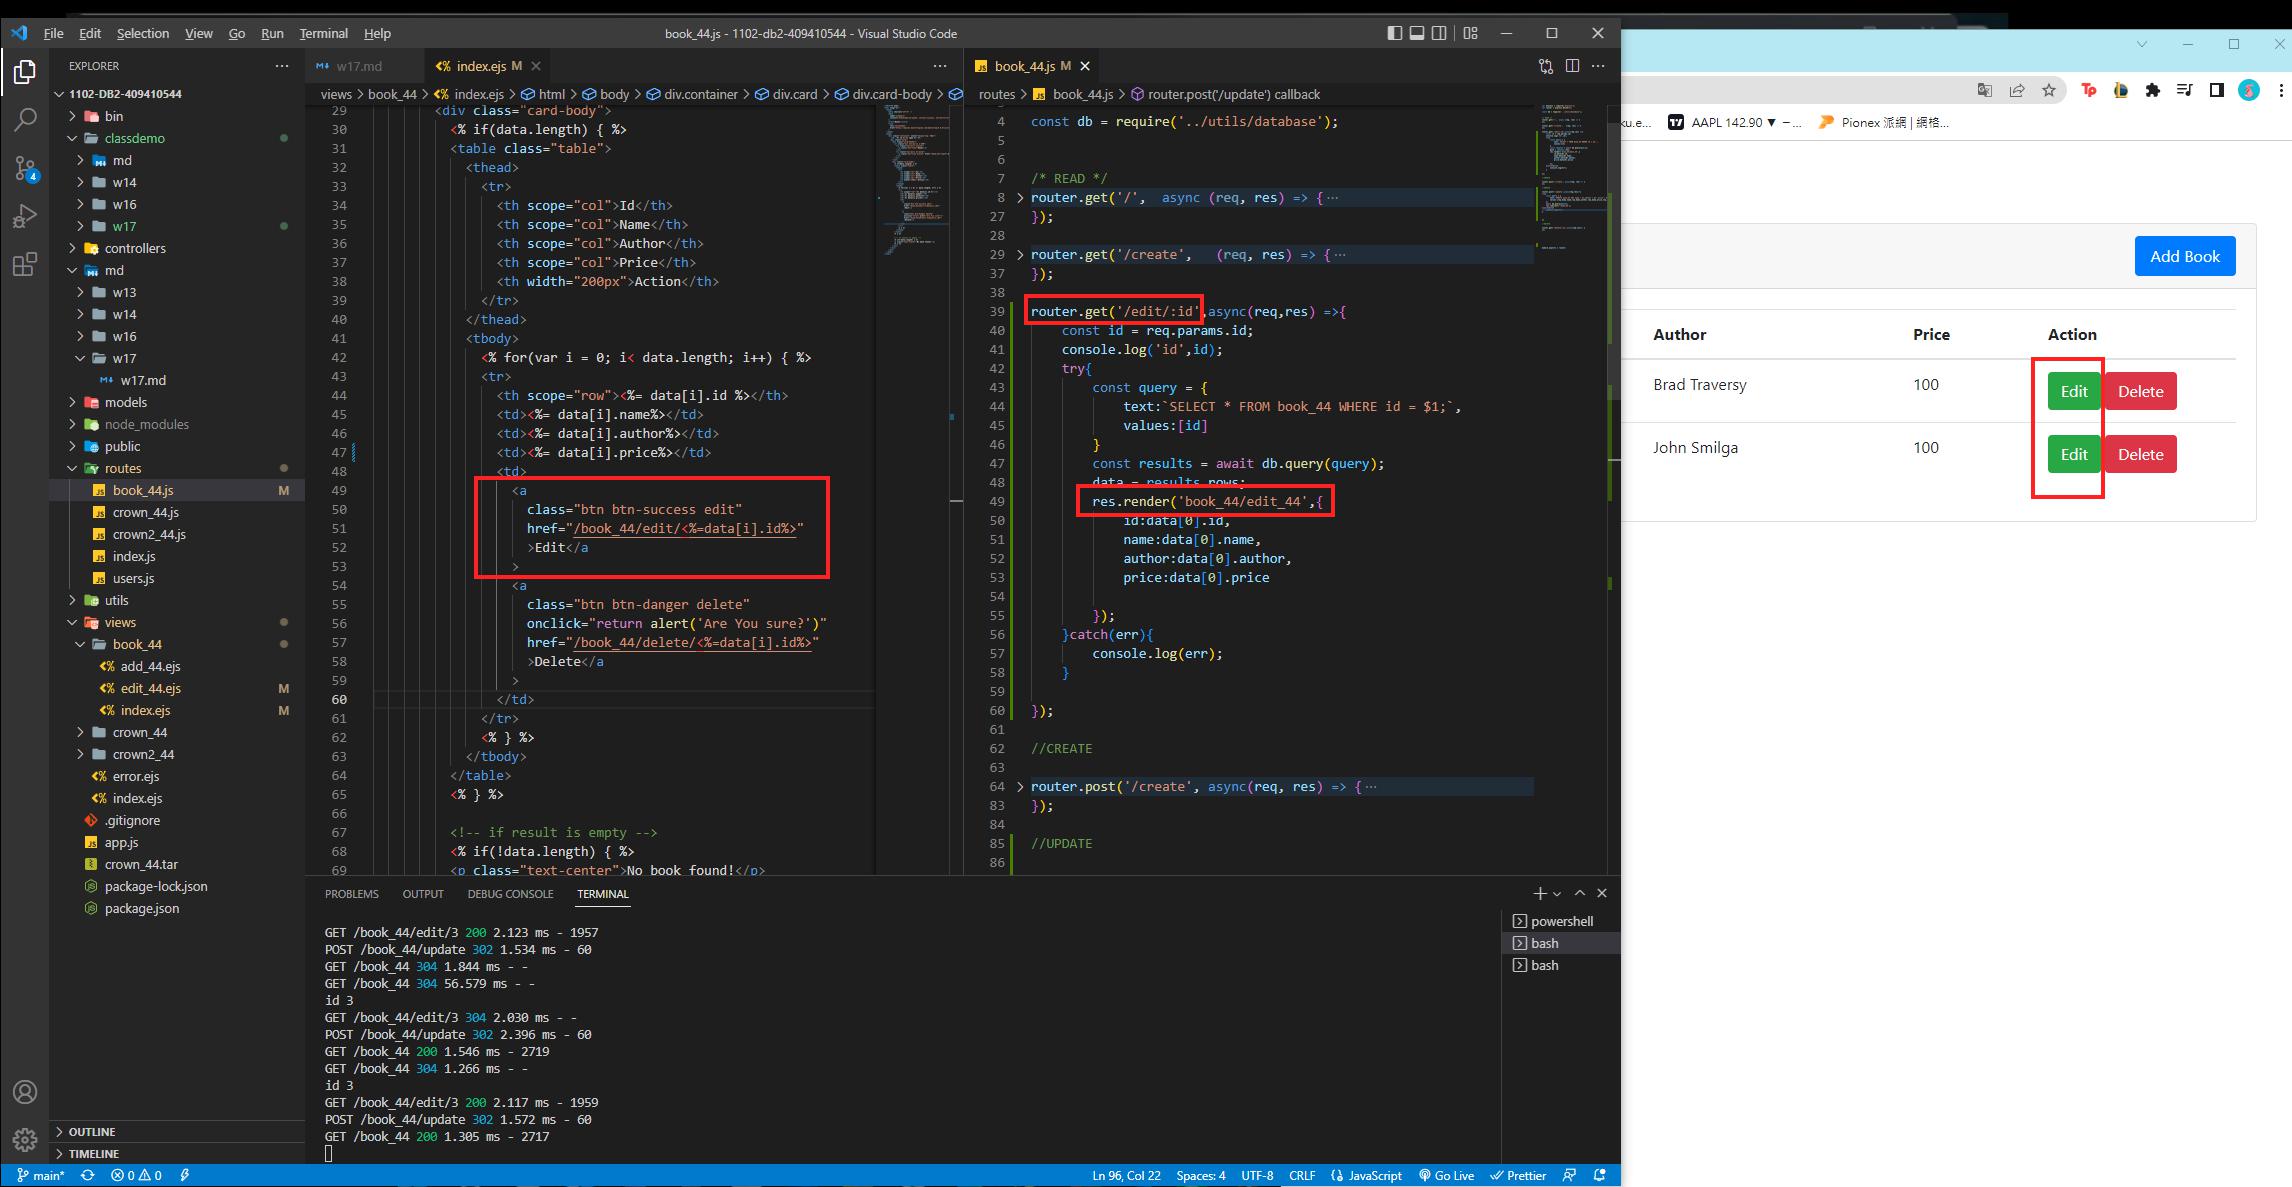 File Edit Selection View Go Run Terminal Help
book_44.js - 1102-db2-409410544 - Visual Studio Code
EXPLORER
1102-DB2-409410544
bin
classdemo
md
w14
w16
w17
controllers
md
w13
w14
w16
w17
w17.md
models
node_modules
public
routes
book_44.js M
crown_44.js
crown2_44.js
index.js
users.js
utils
views
book_44
add_44.ejs
edit_44.ejs M
index.ejs M
crown_44
crown2_44
error.ejs
index.ejs
.gitignore
app.js
crown_44.tar
package-lock.json
package.json
OUTLINE
TIMELINE
w17.md
index.ejs M
views > book_44 > index.ejs > html > body > div.container > div.card > div.card-body >
29 <div class="card-body">
30 <% if(data.length) { %>
31 <table class="table">
32 <thead>
33 <tr>
34 <th scope="col">Id</th>
35 <th scope="col">Name</th>
36 <th scope="col">Author</th>
37 <th scope="col">Price</th>
38 <th width="200px">Action</th>
39 </tr>
40 </thead>
41 <tbody>
42 <% for(var i = 0; i< data.length; i++) { %>
43 <tr>
44 <th scope="row"><%= data[i].id %></th>
45 <td><%= data[i].name%></td>
46 <td><%= data[i].author%></td>
47 <td><%= data[i].price%></td>
48 <td>
49 <a
50 class="btn btn-success edit"
51 href="/book_44/edit/<%=data[i].id%>"
52 >Edit</a
53 >
54 <a
55 class="btn btn-danger delete"
56 onclick="return alert('Are You sure?')"
57 href="/book_44/delete/<%=data[i].id%>"
58 >Delete</a
59 >
60 </td>
61 </tr>
62 <% } %>
63 </tbody>
64 </table>
65 <% } %>
66
67 <!-- if result is empty -->
68 <% if(!data.length) { %>
69 <p class="text-center">No book found!</p>
book_44.js M
routes > book_44.js > router.post('/update') callback
4 const db = require('../utils/database');
5
6
7 /* READ */
8 router.get('/', async (req, res) => {···
27 });
28
29 router.get('/create', (req, res) => {···
37 });
38
39 router.get('/edit/:id',async(req,res) =>{
40 const id = req.params.id;
41 console.log('id',id);
42 try{
43 const query = {
44 text:`SELECT * FROM book_44 WHERE id = $1;`,
45 values:[id]
46 }
47 const results = await db.query(query);
48 data = results.rows;
49 res.render('book_44/edit_44',{
50 id:data[0].id,
51 name:data[0].name,
52 author:data[0].author,
53 price:data[0].price
54
55 });
56 }catch(err){
57 console.log(err);
58 }
59
60 });
61
62 //CREATE
63
64 router.post('/create', async(req, res) => {···
83 });
84
85 //UPDATE
86
PROBLEMS OUTPUT DEBUG CONSOLE TERMINAL
GET /book_44/edit/3 200 2.123 ms - 1957
POST /book_44/update 302 1.534 ms - 60
GET /book_44 304 1.844 ms - -
GET /book_44 304 56.579 ms - -
id 3
GET /book_44/edit/3 304 2.030 ms - -
POST /book_44/update 302 2.396 ms - 60
GET /book_44 200 1.546 ms - 2719
GET /book_44 304 1.266 ms - -
id 3
GET /book_44/edit/3 200 2.117 ms - 1959
POST /book_44/update 302 1.572 ms - 60
GET /book_44 200 1.305 ms - 2717
powershell
bash
bash
4
main* 0 0
Ln 96, Col 22 Spaces: 4 UTF-8 CRLF JavaScript Go Live Prettier
Tp
ku.e... AAPL 142.90 ▼ −... Pionex 派網 | 網格...
Add Book
Author Price Action
Brad Traversy 100 Edit Delete
John Smilga 100 Edit Delete